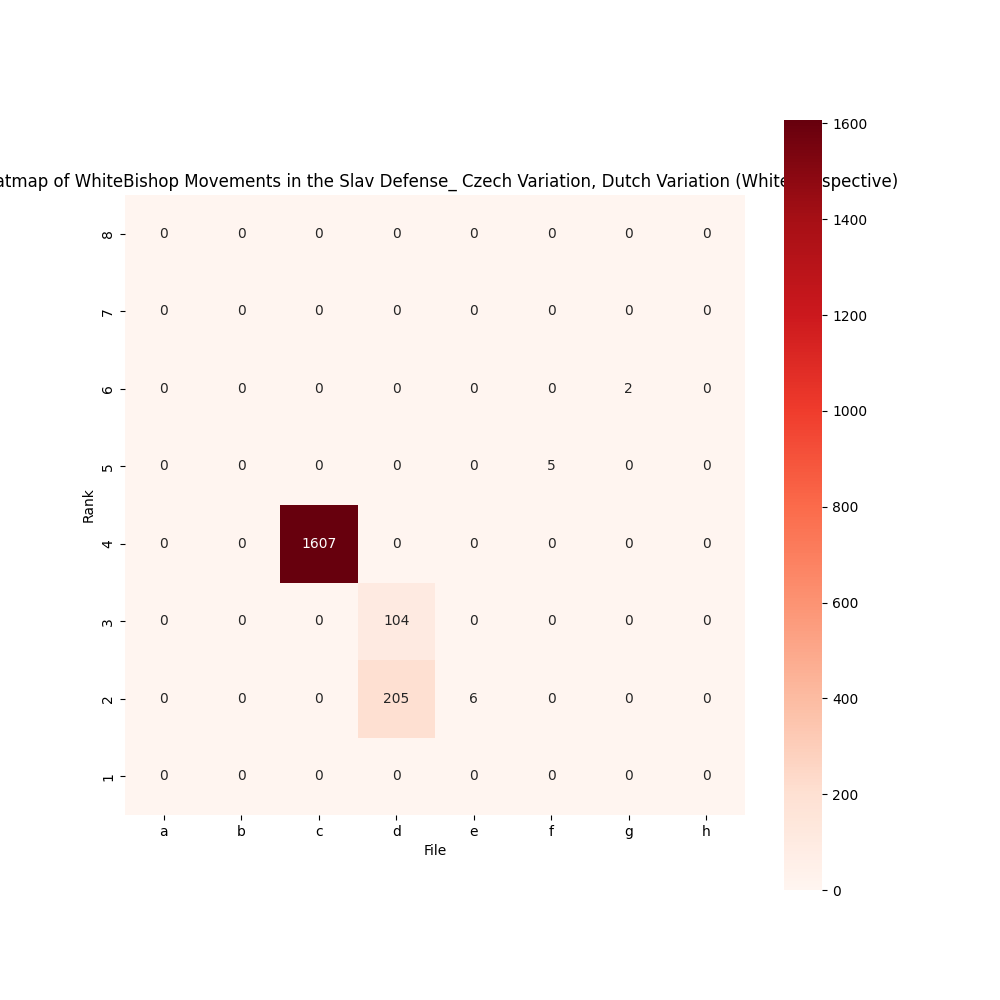 atmap of WhiteBishop Movements in the Slav Defense_ Czech Variation, Dutch Variation (White spective)
1600
1400
1200
1000
800
600
400
200
0
Rank
8 0 0 0 0 0 0 0 0
7 0 0 0 0 0 0 0 0
6 0 0 0 0 0 0 2 0
5 0 0 0 0 0 5 0 0
4 0 0 1607 0 0 0 0 0
3 0 0 0 104 0 0 0 0
2 0 0 0 205 6 0 0 0
1 0 0 0 0 0 0 0 0
a b c d e f g h
File